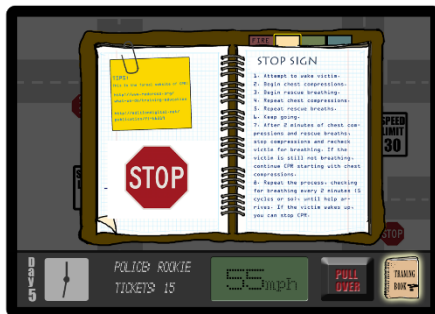 FIRE
TIPS!
STOP
STOP SIGN
1. Attempt to wake victim.
2. Begin chest compressions.
3. Begin rescue breathing.
4. Repeat chest compressions.
5. Repeat rescue breaths.
6. Keep going.
7. After 2 minutes of chest com-
pressions and rescue breaths,
stop compressions and recheck
victim for breathing. If the
victim is still not breathing,
continue CPR starting with chest
compressions.
8. Repeat the process, checking
for breathing every 2 minutes (5
cycles or so), until help ar-
rives. If the victim wakes up,
you can stop CPR.
SPEED
LIMIT
30
STOP
Day
5
POLICE: ROOKIE
TICKETS: 15
55mph
PULL
OVER
TRAINING
BOOK